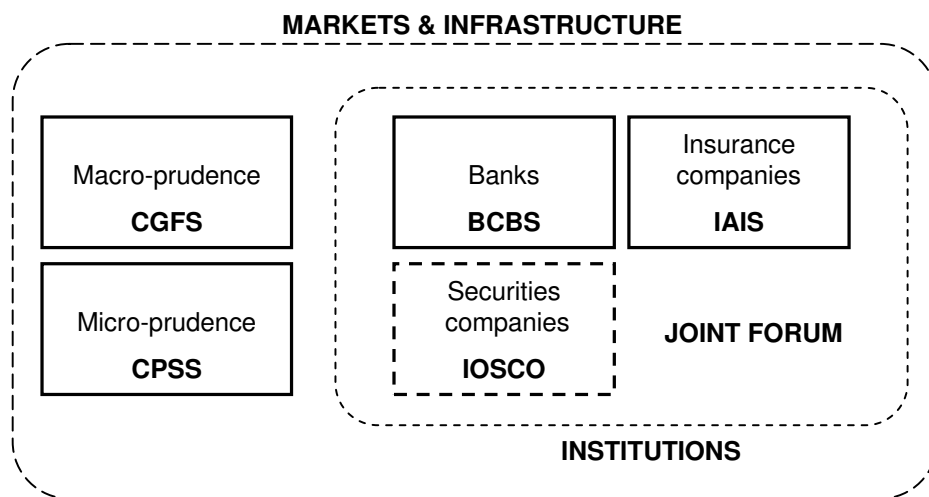 MARKETS & INFRASTRUCTURE
Macro-prudence
CGFS
Banks
BCBS
Insurance
companies
IAIS
Micro-prudence
CPSS
Securities
companies
IOSCO
JOINT FORUM
INSTITUTIONS